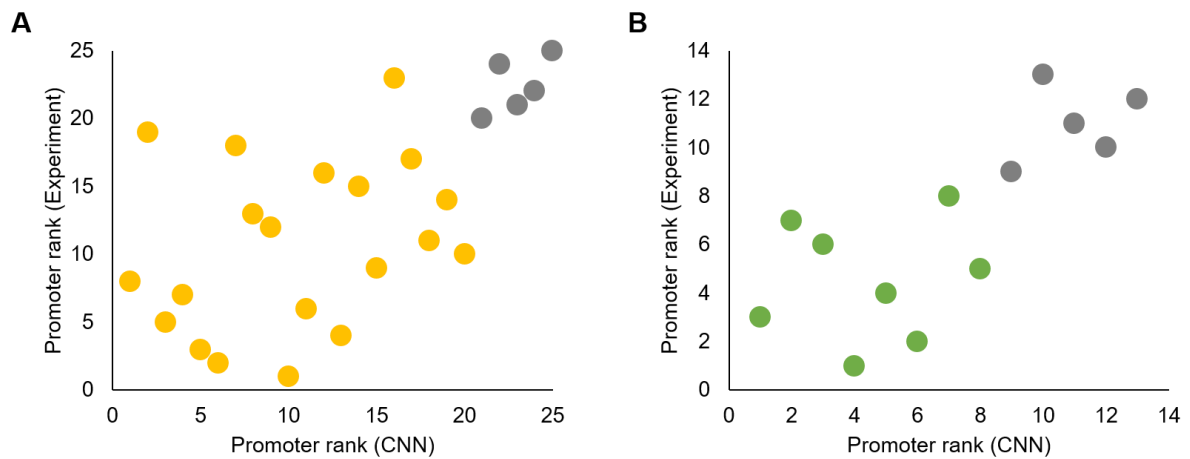 A
Promoter rank (Experiment)
25
20
15
10
5
0
0 5 10 15 20 25
Promoter rank (CNN)
B
Promoter rank (Experiment)
14
12
10
8
6
4
2
0
0 2 4 6 8 10 12 14
Promoter rank (CNN)